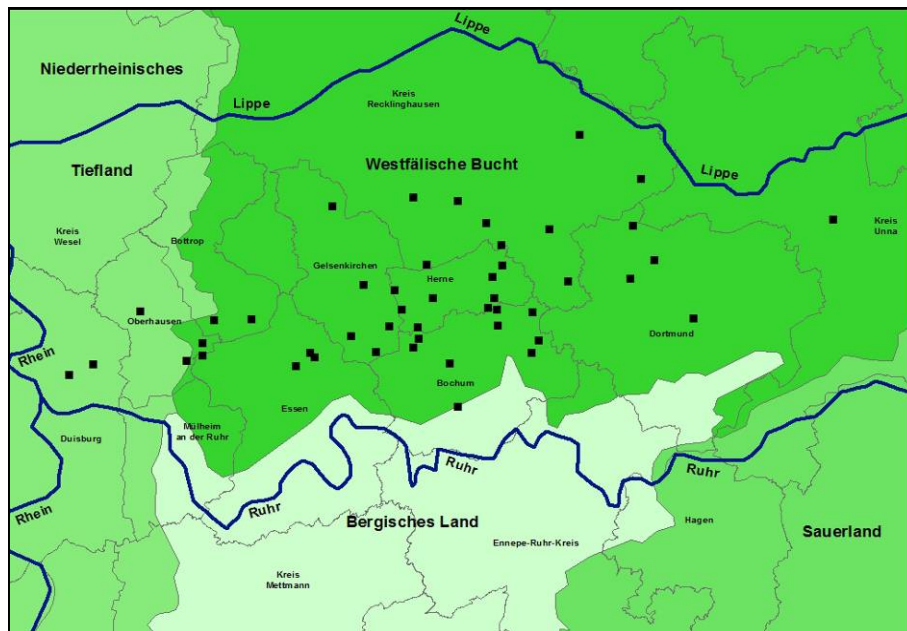 Lippe
Niederrheinisches
Kreis
Recklinghausen
Lippe
Westfälische Bucht
Tiefland
Lippe
Kreis
Wesel
Kreis
Unna
Bottrop
Gelsenkirchen
Herne
Oberhausen
Dortmund
Rhein
Bochum
Essen
Mülheim
an der Ruhr
Duisburg
Ruhr
Ruhr
Rhein
Ruhr
Bergisches Land
Hagen
Sauerland
Ennepe-Ruhr-Kreis
Kreis
Mettmann